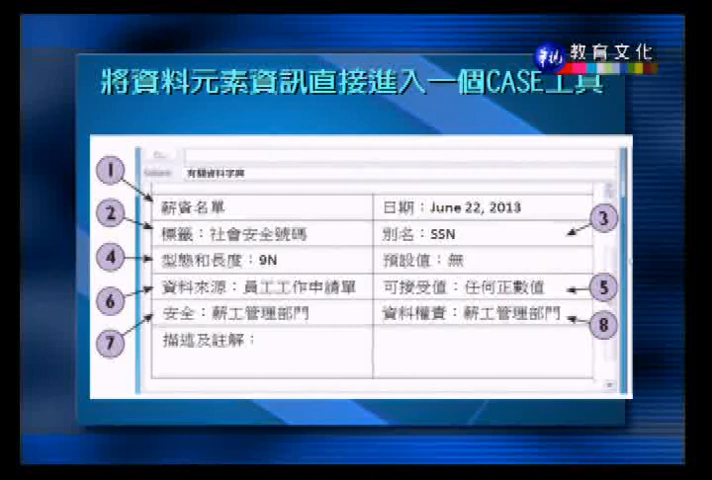 華視 教育文化
將資料元素資訊直接進入一個CASE工具
有關資料字典
1 薪資名單 日期：June 22, 2013
2 標籤：社會安全號碼 別名：SSN 3
4 型態和長度：9N 預設值：無
6 資料來源：員工工作申請單 可接受值：任何正數值 5
7 安全：薪工管理部門 資料權責：薪工管理部門 8
描述及註解：